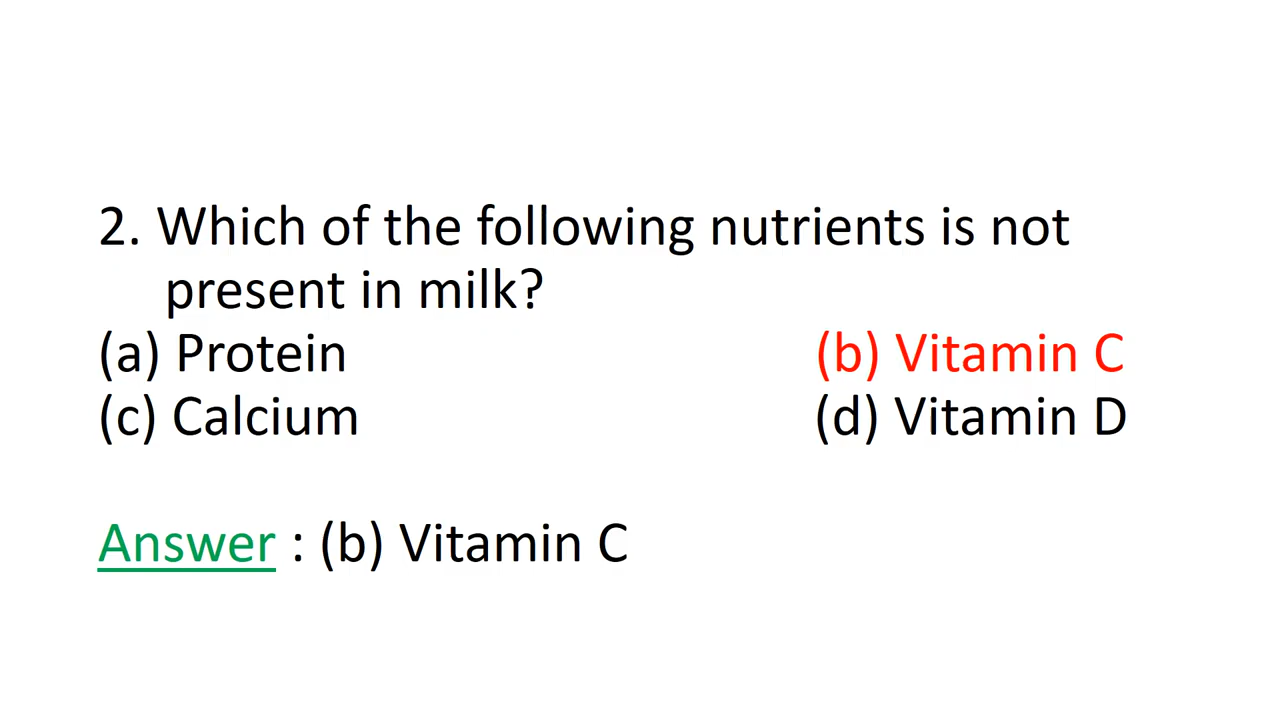 2. Which of the following nutrients is not
present in milk?
(a) Protein (b) Vitamin C
(c) Calcium (d) Vitamin D
Answer : (b) Vitamin C